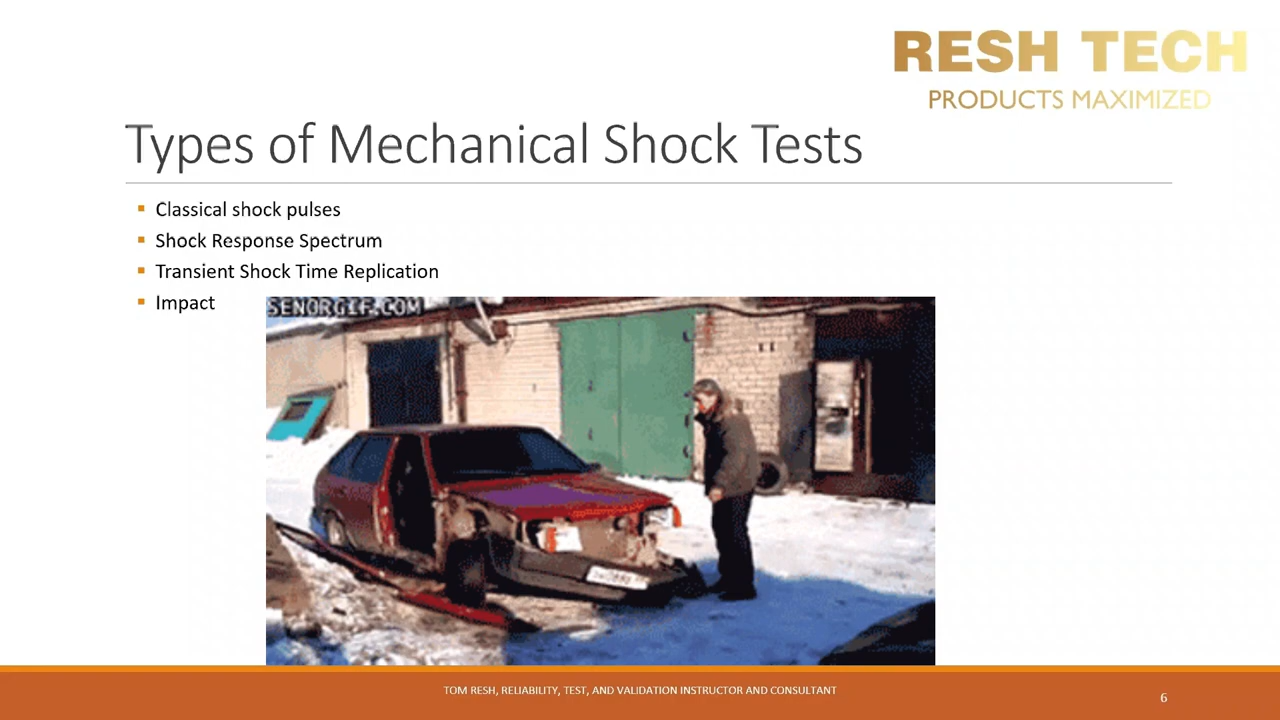 RESH TECH
PRODUCTS MAXIMIZED
Types of Mechanical Shock Tests
Classical shock pulses
Shock Response Spectrum
Transient Shock Time Replication
Impact
SENORGIF.COM
TOM RESH, RELIABILITY, TEST, AND VALIDATION INSTRUCTOR AND CONSULTANT
6